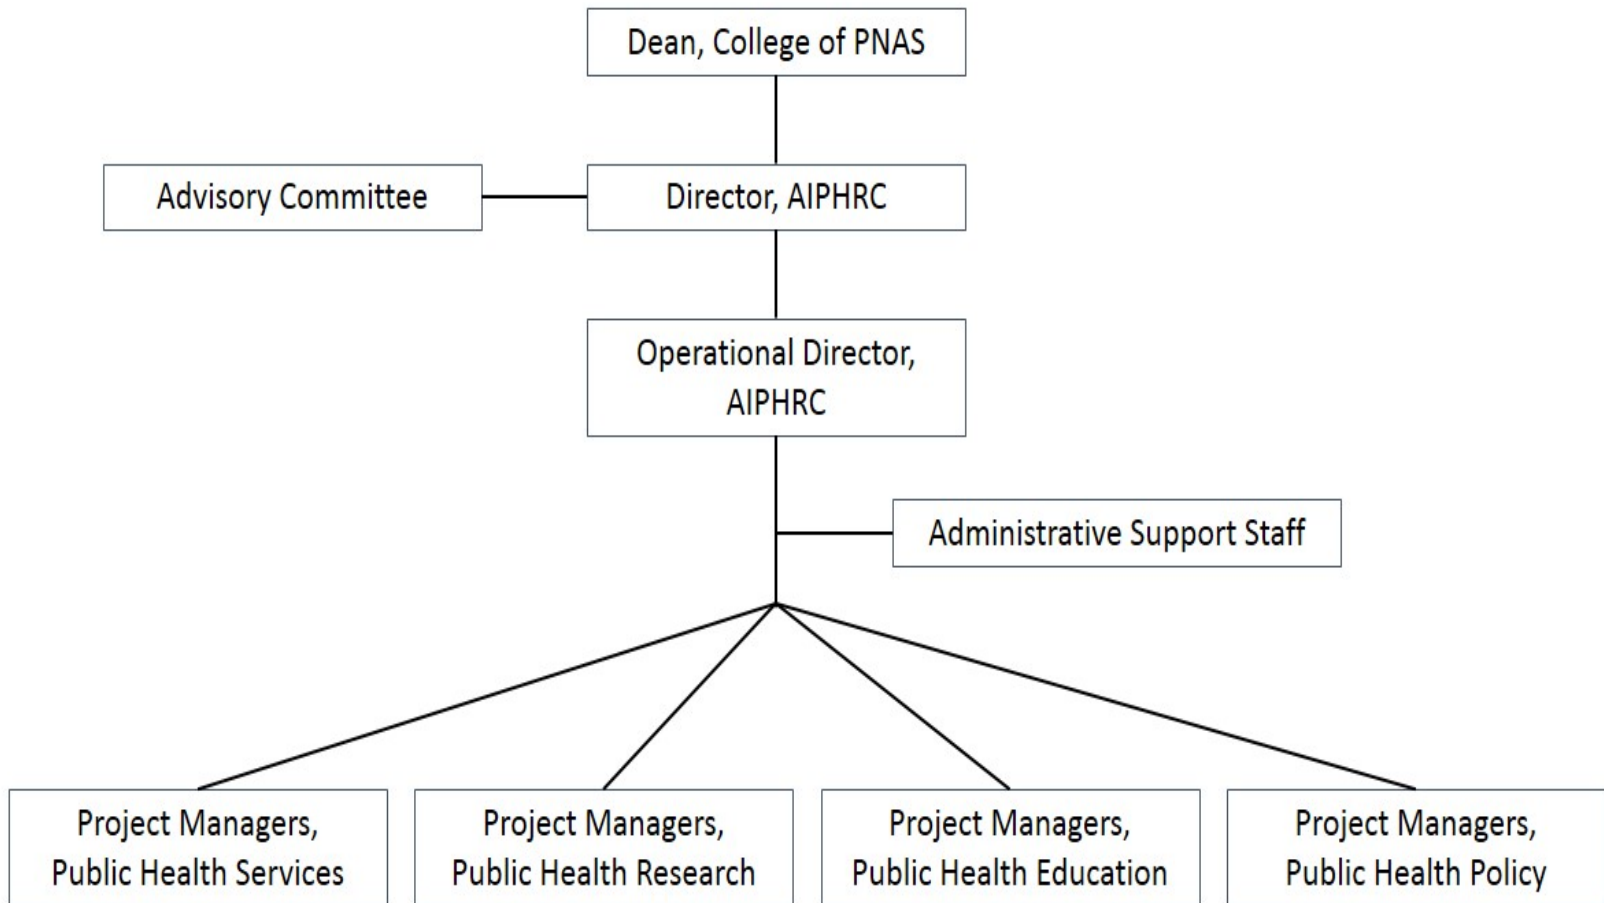 Dean, College of PNAS
Advisory Committee
Director, AIPHRC
Operational Director,
AIPHRC
Administrative Support Staff
Project Managers,
Public Health Services
Project Managers,
Public Health Research
Project Managers,
Public Health Education
Project Managers,
Public Health Policy